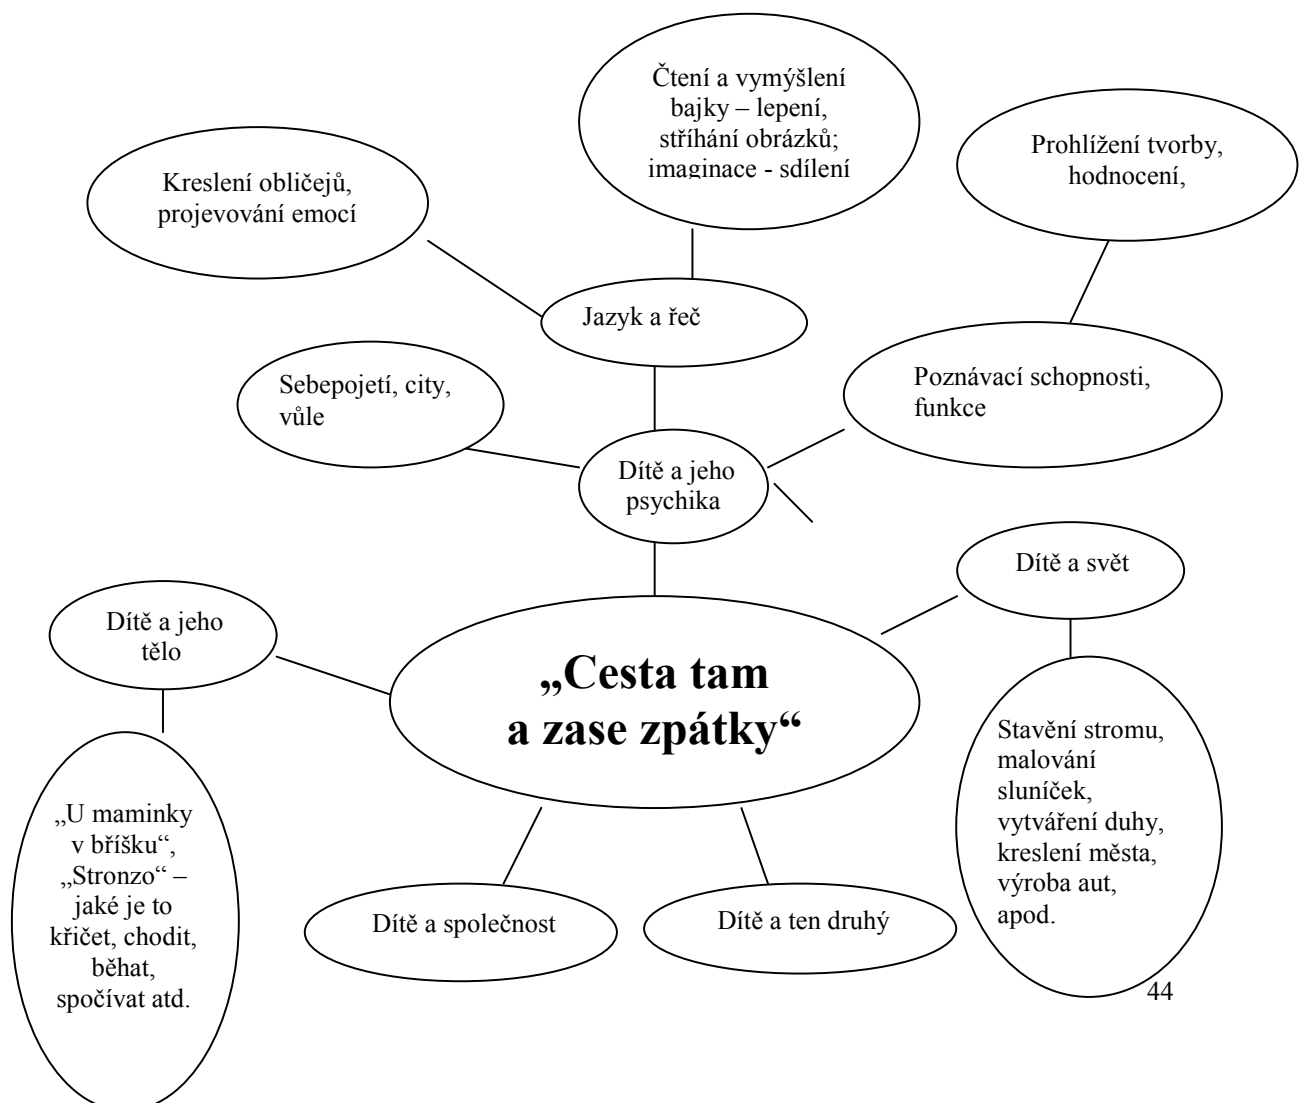 Čtení a vymýšlení
bajky – lepení,
stříhání obrázků;
imaginace - sdílení
Prohlížení tvorby,
hodnocení,
Kreslení obličejů,
projevování emocí
Jazyk a řeč
Sebepojetí, city,
vůle
Poznávací schopnosti,
funkce
Dítě a jeho
psychika
Dítě a svět
Dítě a jeho
tělo
„Cesta tam
a zase zpátky“
Stavění stromu,
malování
sluníček,
vytváření duhy,
kreslení města,
výroba aut,
apod.
„U maminky
v bříšku“,
„Stronzo“ –
jaké je to
křičet, chodit,
běhat,
spočívat atd.
Dítě a společnost
Dítě a ten druhý
44